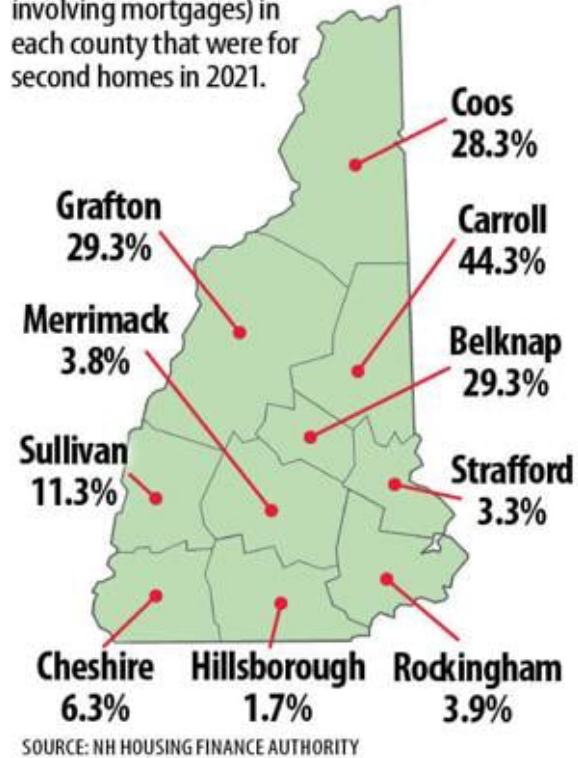 involving mortgages) in
each county that were for
second homes in 2021.
Coos
28.3%
Grafton
29.3%
Carroll
44.3%
Merrimack
3.8%
Belknap
29.3%
Sullivan
11.3%
Strafford
3.3%
Cheshire
6.3%
Hillsborough
1.7%
Rockingham
3.9%
SOURCE: NH HOUSING FINANCE AUTHORITY